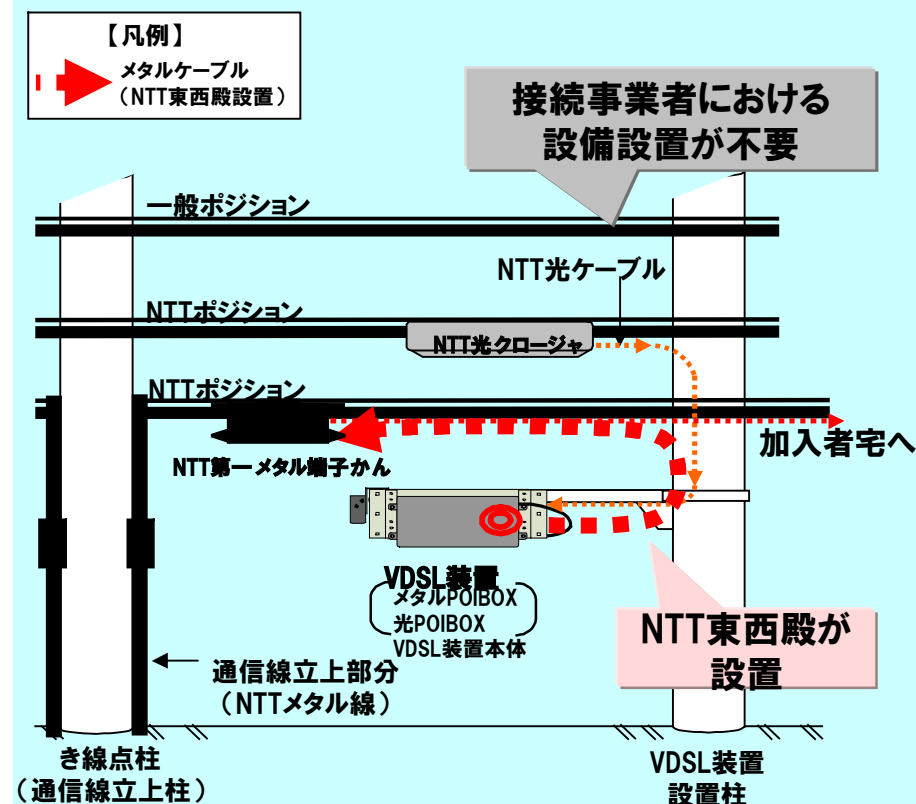 【凡例】
メタルケーブル
（NTT東西殿設置）
接続事業者における
設備設置が不要
一般ポジション
NTT光ケーブル
NTTポジション
NTT光クロージャ
NTTポジション
加入者宅へ
NTT第一メタル端子かん
VDSL装置
メタルPOIBOX
光POIBOX
VDSL装置本体
NTT東西殿が
設置
通信線立上部分
（NTTメタル線）
き線点柱
（通信線立上柱）
VDSL装置
設置柱